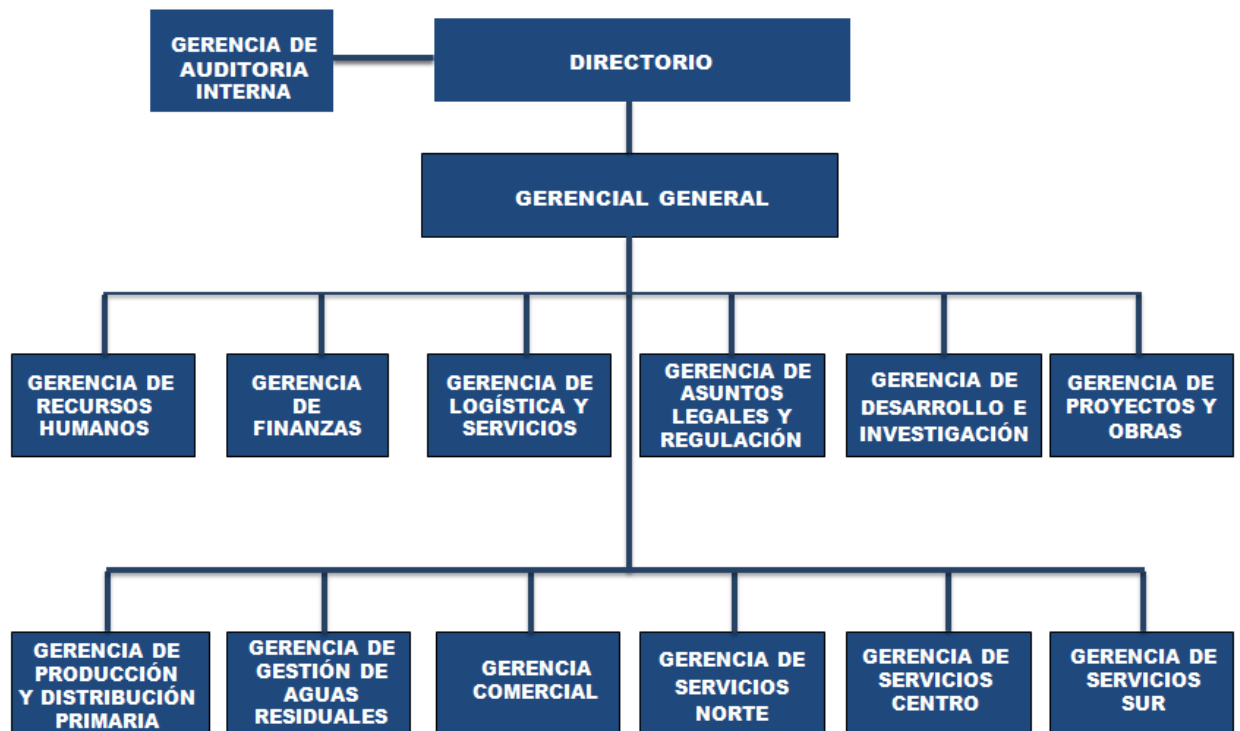 GERENCIA DE
AUDITORIA
INTERNA
DIRECTORIO
GERENCIAL GENERAL
GERENCIA DE
RECURSOS
HUMANOS
GERENCIA
DE
FINANZAS
GERENCIA DE
LOGÍSTICA Y
SERVICIOS
GERENCIA DE
ASUNTOS
LEGALES Y
REGULACIÓN
GERENCIA DE
DESARROLLO E
INVESTIGACIÓN
GERENCIA DE
PROYECTOS Y
OBRAS
GERENCIA DE
PRODUCCIÓN
Y DISTRIBUCIÓN
PRIMARIA
GERENCIA DE
GESTIÓN DE
AGUAS
RESIDUALES
GERENCIA
COMERCIAL
GERENCIA DE
SERVICIOS
NORTE
GERENCIA DE
SERVICIOS
CENTRO
GERENCIA DE
SERVICIOS
SUR